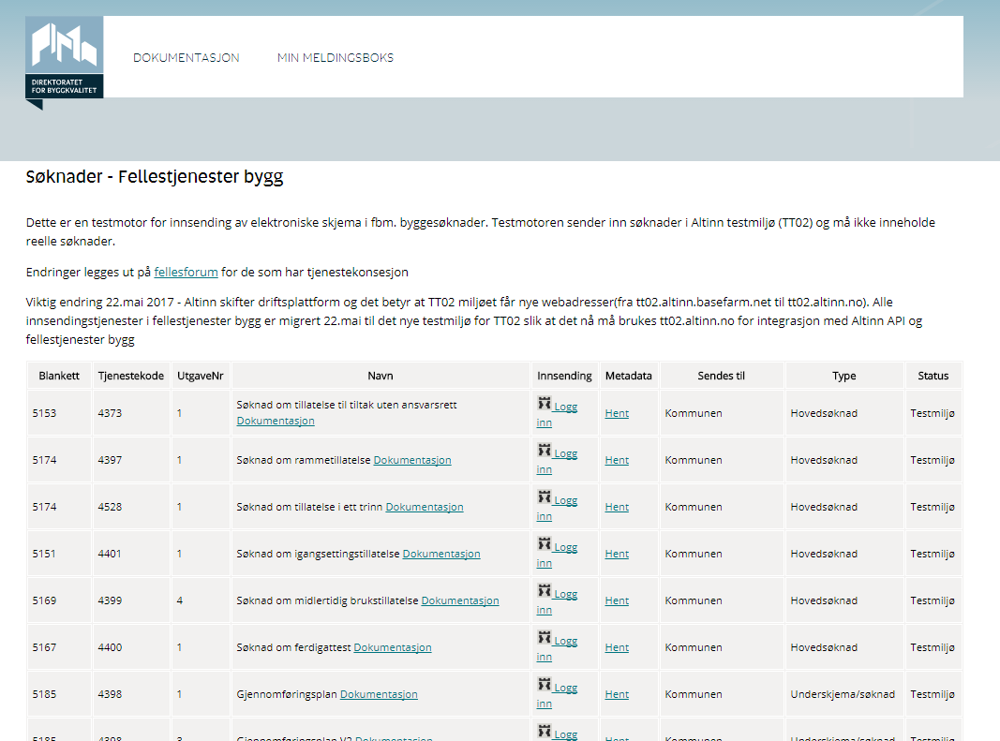 DIREKTORATET
FOR BYGGKVALITET
DOKUMENTASJON MIN MELDINGSBOKS
Søknader - Fellestjenester bygg
Dette er en testmotor for innsending av elektroniske skjema i fbm. byggesøknader. Testmotoren sender inn søknader i Altinn testmiljø (TT02) og må ikke inneholde
reelle søknader.
Endringer legges ut på fellesforum for de som har tjenestekonsesjon
Viktig endring 22.mai 2017 - Altinn skifter driftsplattform og det betyr at TT02 miljøet får nye webadresser(fra tt02.altinn.basefarm.net til tt02.altinn.no). Alle
innsendingstjenester i fellestjenester bygg er migrert 22.mai til det nye testmiljø for TT02 slik at det nå må brukes tt02.altinn.no for integrasjon med Altinn API og
fellestjenester bygg
Blankett Tjenestekode UtgaveNr Navn Innsending Metadata Sendes til Type Status
5153 4373 1 Søknad om tillatelse til tiltak uten ansvarsrett Dokumentasjon Logg inn Hent Kommunen Hovedsøknad Testmiljø
5174 4397 1 Søknad om rammetillatelse Dokumentasjon Logg inn Hent Kommunen Hovedsøknad Testmiljø
5174 4528 1 Søknad om tillatelse i ett trinn Dokumentasjon Logg inn Hent Kommunen Hovedsøknad Testmiljø
5151 4401 1 Søknad om igangsettingstillatelse Dokumentasjon Logg inn Hent Kommunen Hovedsøknad Testmiljø
5169 4399 4 Søknad om midlertidig brukstillatelse Dokumentasjon Logg inn Hent Kommunen Hovedsøknad Testmiljø
5167 4400 1 Søknad om ferdigattest Dokumentasjon Logg inn Hent Kommunen Hovedsøknad Testmiljø
5185 4398 1 Gjennomføringsplan Dokumentasjon Logg inn Hent Kommunen Underskjema/søknad Testmiljø
5185 4398 Gjennomføringsplan V2 Dokumentasjon Logg Hent Kommunen Underskjema/søknad Testmiljø